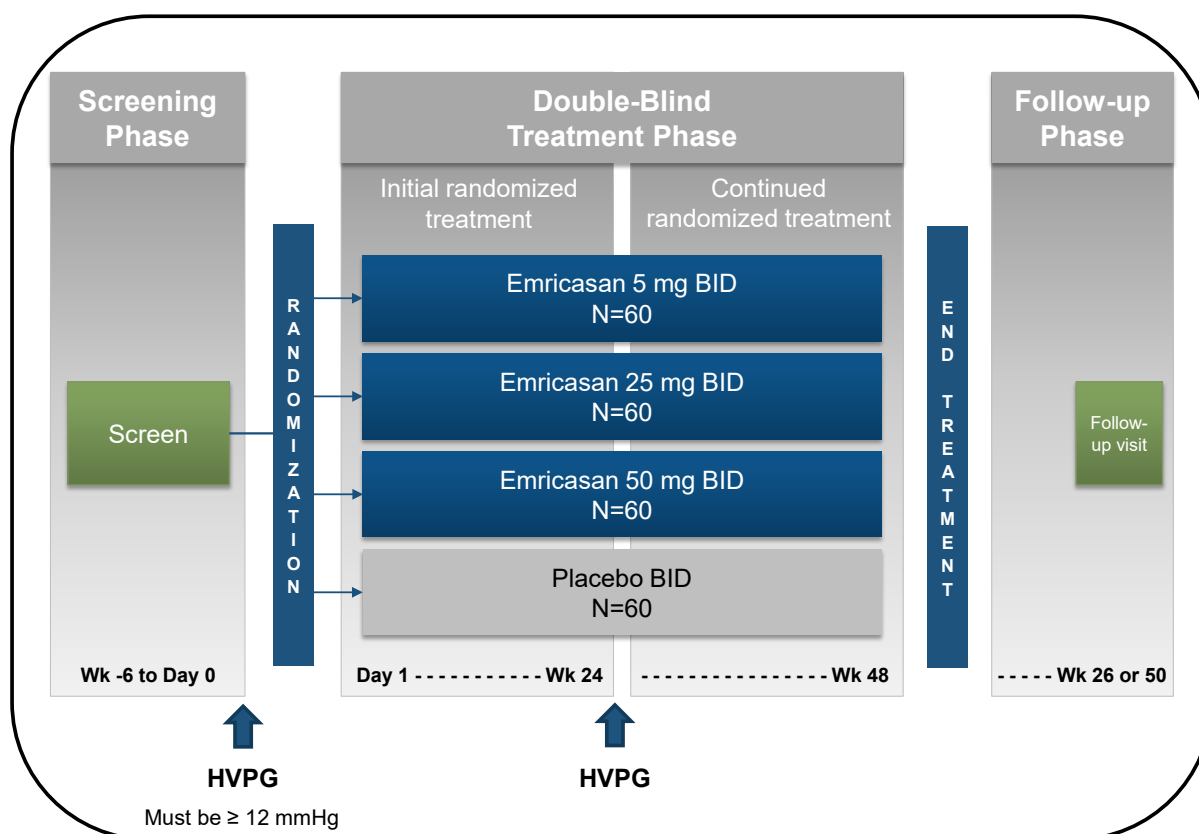 Screening
Phase
Double-Blind
Treatment Phase
Follow-up
Phase
Initial randomized
treatment
Continued
randomized treatment
Screen
RANDOMIZATION
Emricasan 5 mg BID
N=60
Emricasan 25 mg BID
N=60
Emricasan 50 mg BID
N=60
Placebo BID
N=60
END TREATMENT
Follow-
up visit
Wk -6 to Day 0
Day 1 - - - - - - - - - - - Wk 24
- - - - - - - - - - - - - - - - Wk 48
- - - - - Wk 26 or 50
HVPG
Must be ≥ 12 mmHg
HVPG